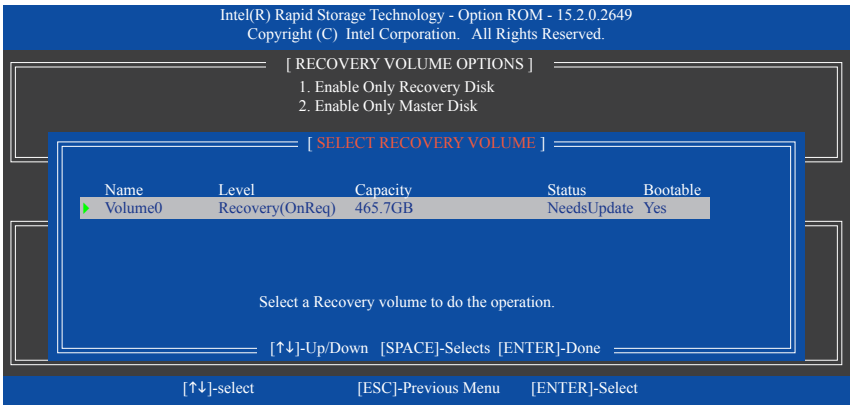 Intel(R) Rapid Storage Technology - Option ROM - 15.2.0.2649
Copyright (C) Intel Corporation. All Rights Reserved.
[ RECOVERY VOLUME OPTIONS ]
1. Enable Only Recovery Disk
2. Enable Only Master Disk
[ SELECT RECOVERY VOLUME ]
Name Level Capacity Status Bootable
Volume0 Recovery(OnReq) 465.7GB NeedsUpdate Yes
Select a Recovery volume to do the operation.
[↑↓]-Up/Down [SPACE]-Selects [ENTER]-Done
[↑↓]-select [ESC]-Previous Menu [ENTER]-Select